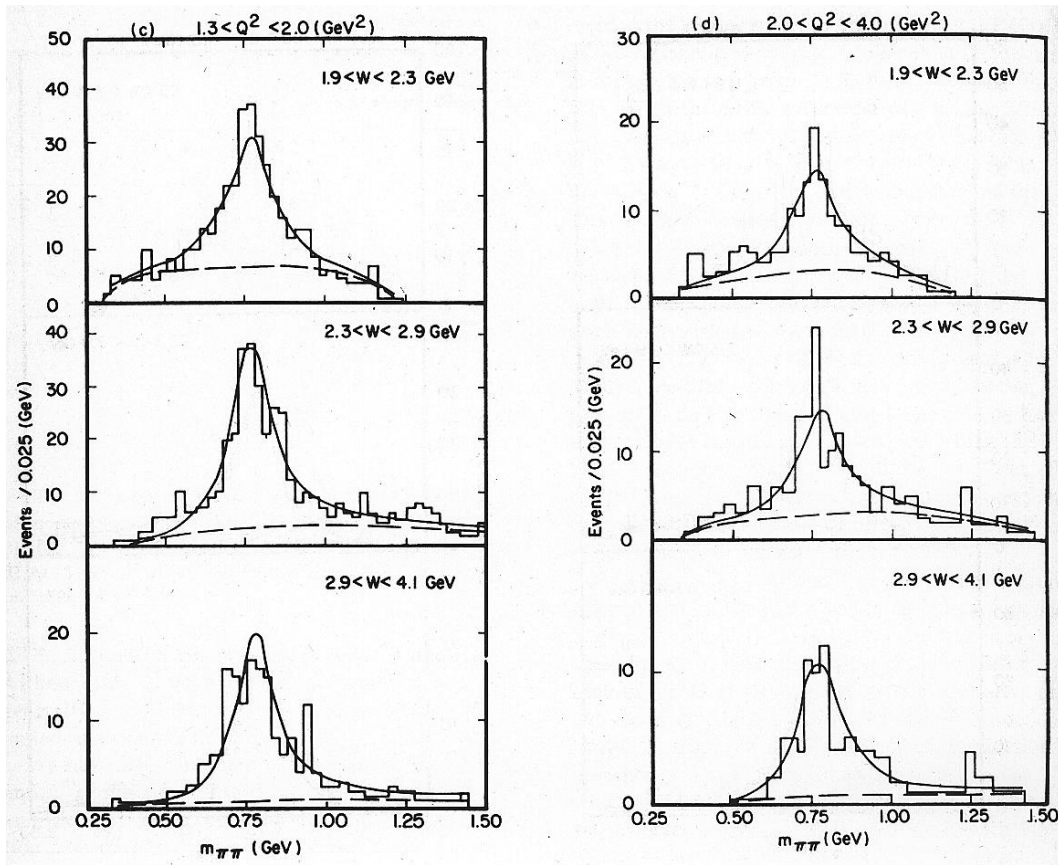 (c) 1.3 < Q² < 2.0 (GeV²)
50
1.9 < W < 2.3 GeV
40
30
20
10
0
2.3 < W < 2.9 GeV
40
30
20
10
0
2.9 < W < 4.1 GeV
20
10
0
Events / 0.025 (GeV)
0.25 0.50 0.75 1.00 1.25 1.50
mππ (GeV)
(d) 2.0 < Q² < 4.0 (GeV²)
30
1.9 < W < 2.3 GeV
20
10
0
2.3 < W < 2.9 GeV
20
10
0
2.9 < W < 4.1 GeV
10
0
Events / 0.025 (GeV)
0.25 0.50 0.75 1.00 1.25 1.50
mππ (GeV)